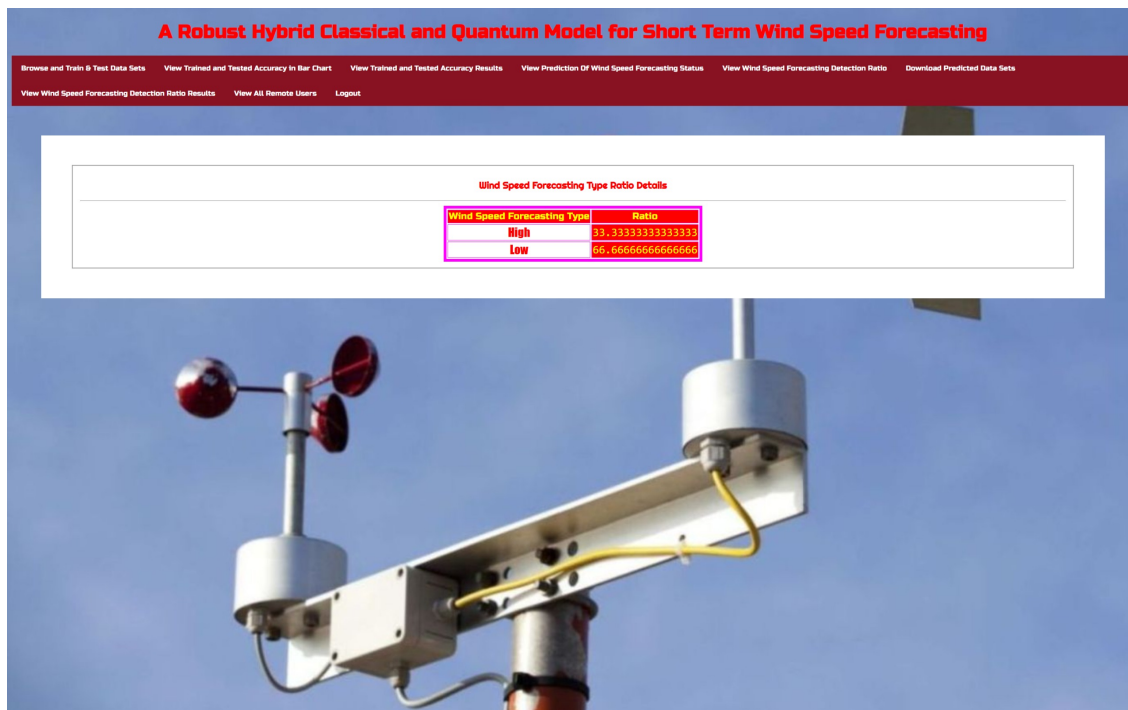 A Robust Hybrid Classical and Quantum Model for Short Term Wind Speed Forecasting
Browse and Train & Test Data Sets View Trained and Tested Accuracy in Bar Chart View Trained and Tested Accuracy Results View Prediction Of Wind Speed Forecasting Status View Wind Speed Forecasting Detection Ratio Download Predicted Data Sets
View Wind Speed Forecasting Detection Ratio Results View All Remote Users Logout
Wind Speed Forecasting Type Ratio Details
Wind Speed Forecasting Type Ratio
High 33.33333333333333
Low 66.66666666666666